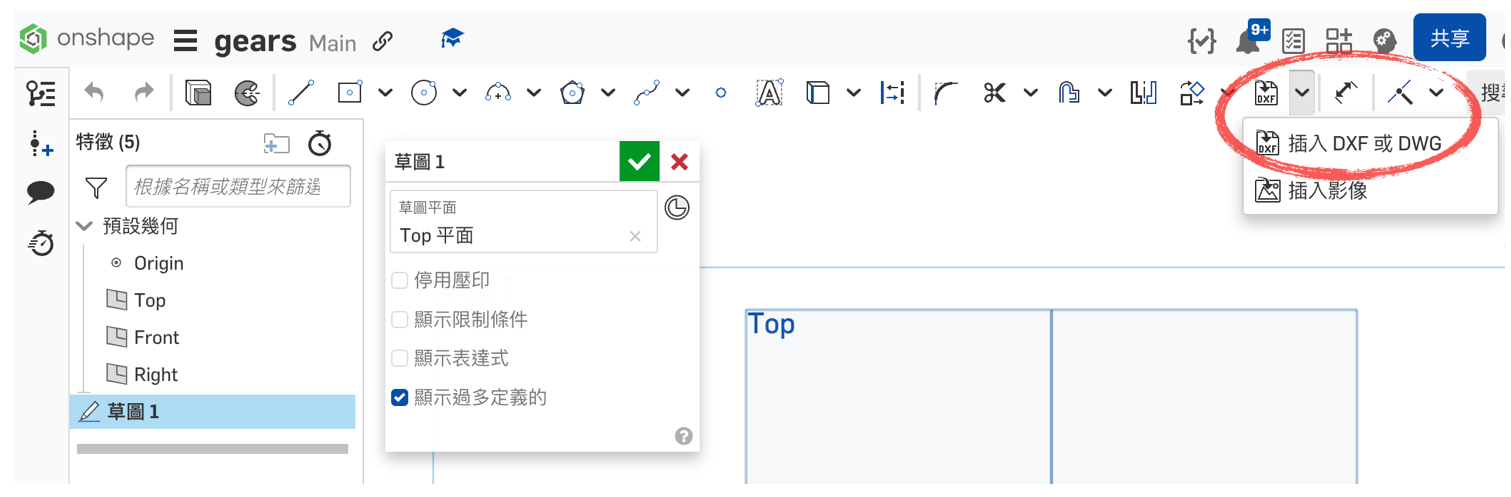 onshape
gears Main
9+
共享
DXF
搜
特徵 (5)
根據名稱或類型來篩選
預設幾何
Origin
Top
Front
Right
草圖 1
草圖 1
草圖平面
Top 平面
停用壓印
顯示限制條件
顯示表達式
顯示過多定義的
DXF 插入 DXF 或 DWG
插入影像
Top